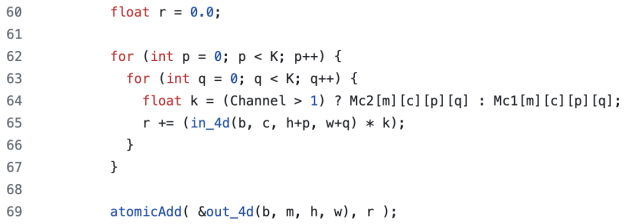 60 float r = 0.0;
61
62 for (int p = 0; p < K; p++) {
63 for (int q = 0; q < K; q++) {
64 float k = (Channel > 1) ? Mc2[m][c][p][q] : Mc1[m][c][p][q];
65 r += (in_4d(b, c, h+p, w+q) * k);
66 }
67 }
68
69 atomicAdd( &out_4d(b, m, h, w), r );